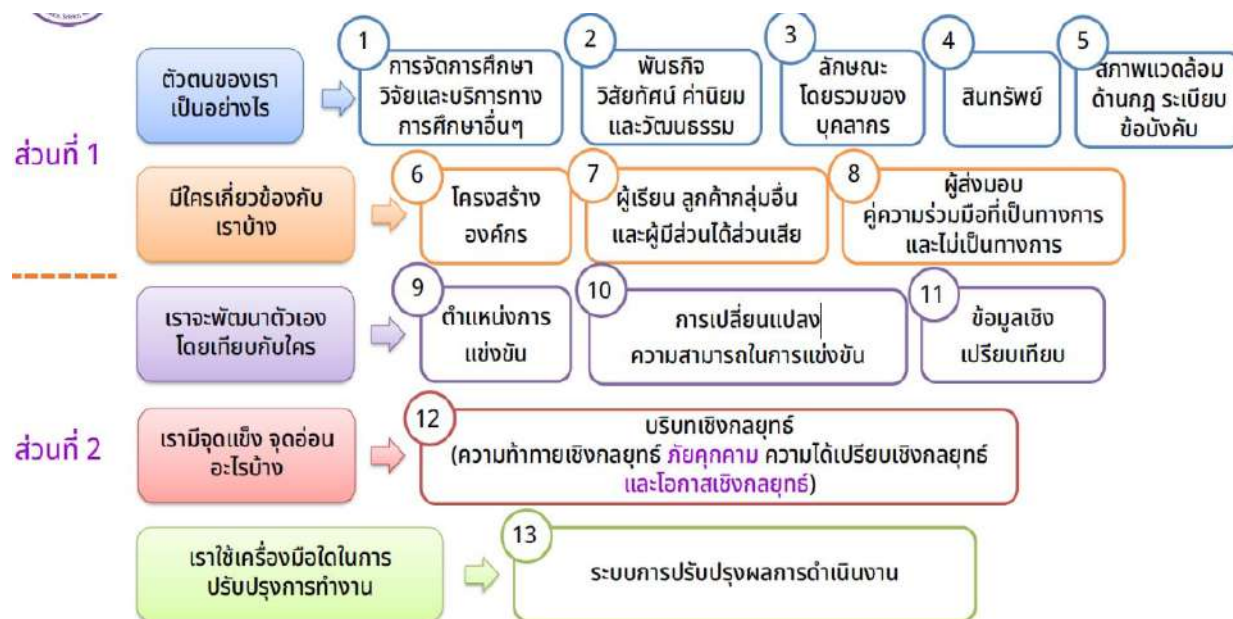 ส่วนที่ 1
ตัวตนของเรา
เป็นอย่างไร
1
การจัดการศึกษา
วิจัยและบริการทาง
การศึกษาอื่นๆ
2
พันธกิจ
วิสัยทัศน์ ค่านิยม
และวัฒนธรรม
3
ลักษณะ
โดยรวมของ
บุคลากร
4
สินทรัพย์
5
สภาพแวดล้อม
ด้านกฎ ระเบียบ
ข้อบังคับ
มีใครเกี่ยวข้องกับ
เราบ้าง
6
โครงสร้าง
องค์กร
7
ผู้เรียน ลูกค้ากลุ่มอื่น
และผู้มีส่วนได้ส่วนเสีย
8
ผู้ส่งมอบ
คู่ความร่วมมือที่เป็นทางการ
และไม่เป็นทางการ
ส่วนที่ 2
เราจะพัฒนาตัวเอง
โดยเทียบกับใคร
9
ตำแหน่งการ
แข่งขัน
10
การเปลี่ยนแปลง
ความสามารถในการแข่งขัน
11
ข้อมูลเชิง
เปรียบเทียบ
เรามีจุดแข็ง จุดอ่อน
อะไรบ้าง
12
บริบทเชิงกลยุทธ์
(ความท้าทายเชิงกลยุทธ์ ภัยคุกคาม ความได้เปรียบเชิงกลยุทธ์
และโอกาสเชิงกลยุทธ์)
เราใช้เครื่องมือใดในการ
ปรับปรุงการทำงาน
13
ระบบการปรับปรุงผลการดำเนินงาน